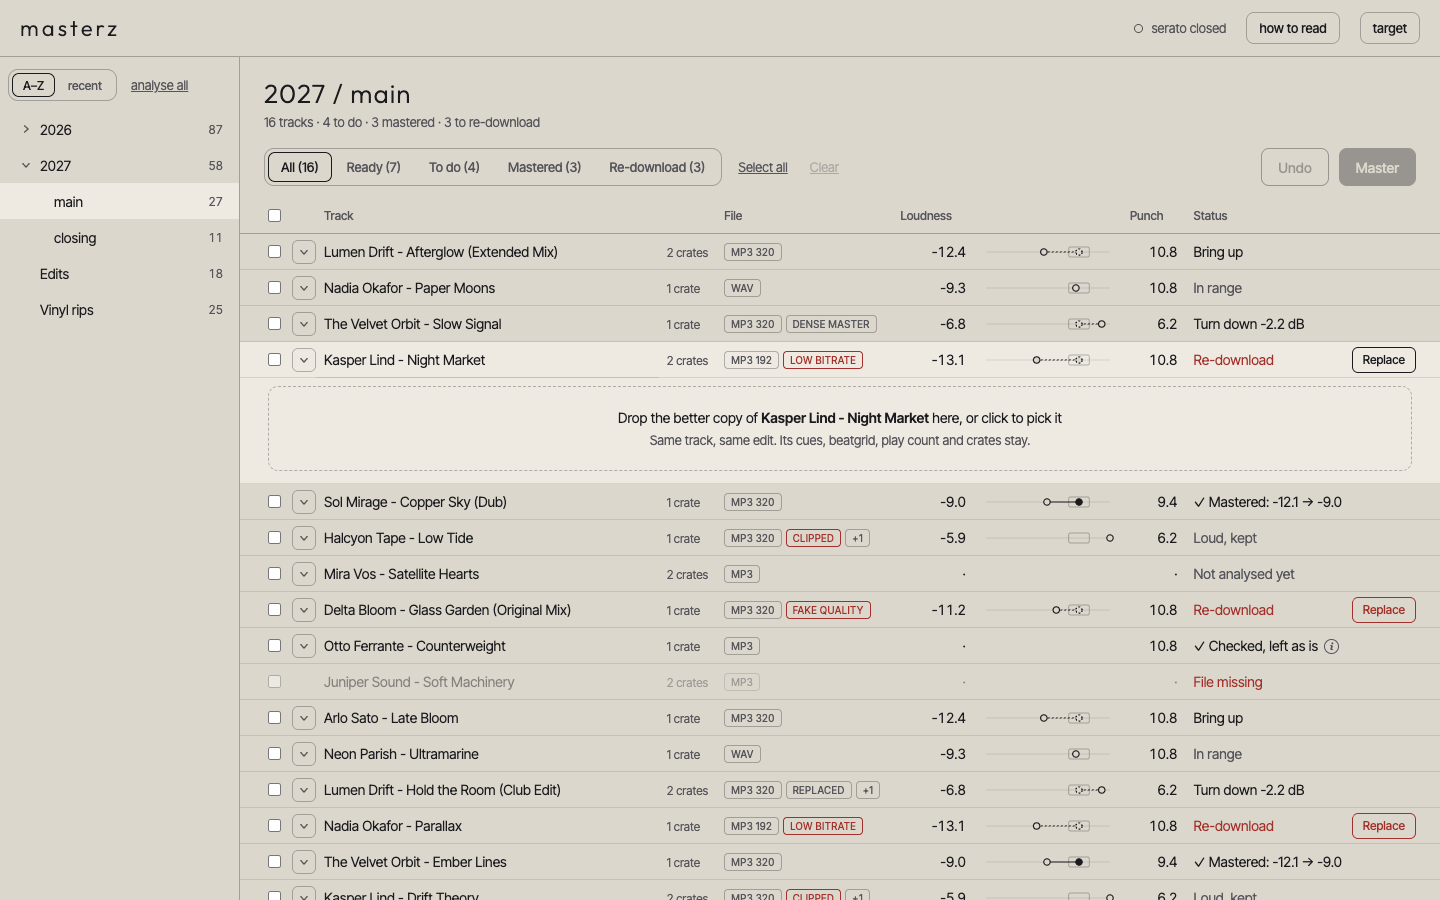 masterz
serato closed
how to read
target
A–Z recent analyse all
2026 87
2027 58
main 27
closing 11
Edits 18
Vinyl rips 25
2027 / main
16 tracks · 4 to do · 3 mastered · 3 to re-download
All (16) Ready (7) To do (4) Mastered (3) Re-download (3) Select all Clear Undo Master
Track File Loudness Punch Status
Lumen Drift - Afterglow (Extended Mix) 2 crates MP3 320 -12.4 10.8 Bring up
Nadia Okafor - Paper Moons 1 crate WAV -9.3 10.8 In range
The Velvet Orbit - Slow Signal 1 crate MP3 320 DENSE MASTER -6.8 6.2 Turn down -2.2 dB
Kasper Lind - Night Market 2 crates MP3 192 LOW BITRATE -13.1 10.8 Re-download Replace
Drop the better copy of Kasper Lind - Night Market here, or click to pick it
Same track, same edit. Its cues, beatgrid, play count and crates stay.
Sol Mirage - Copper Sky (Dub) 1 crate MP3 320 -9.0 9.4 ✓ Mastered: -12.1 → -9.0
Halcyon Tape - Low Tide 1 crate MP3 320 CLIPPED +1 -5.9 6.2 Loud, kept
Mira Vos - Satellite Hearts 2 crates MP3 · · Not analysed yet
Delta Bloom - Glass Garden (Original Mix) 1 crate MP3 320 FAKE QUALITY -11.2 10.8 Re-download Replace
Otto Ferrante - Counterweight 1 crate MP3 · 10.8 ✓ Checked, left as is i
Juniper Sound - Soft Machinery 2 crates MP3 · · File missing
Arlo Sato - Late Bloom 1 crate MP3 320 -12.4 10.8 Bring up
Neon Parish - Ultramarine 1 crate WAV -9.3 10.8 In range
Lumen Drift - Hold the Room (Club Edit) 2 crates MP3 320 REPLACED +1 -6.8 6.2 Turn down -2.2 dB
Nadia Okafor - Parallax 1 crate MP3 192 LOW BITRATE -13.1 10.8 Re-download Replace
The Velvet Orbit - Ember Lines 1 crate MP3 320 -9.0 9.4 ✓ Mastered: -12.1 → -9.0
Kasper Lind - Drift Theory 2 crates MP3 320 CLIPPED +1 -5.9 6.2 Loud, kept